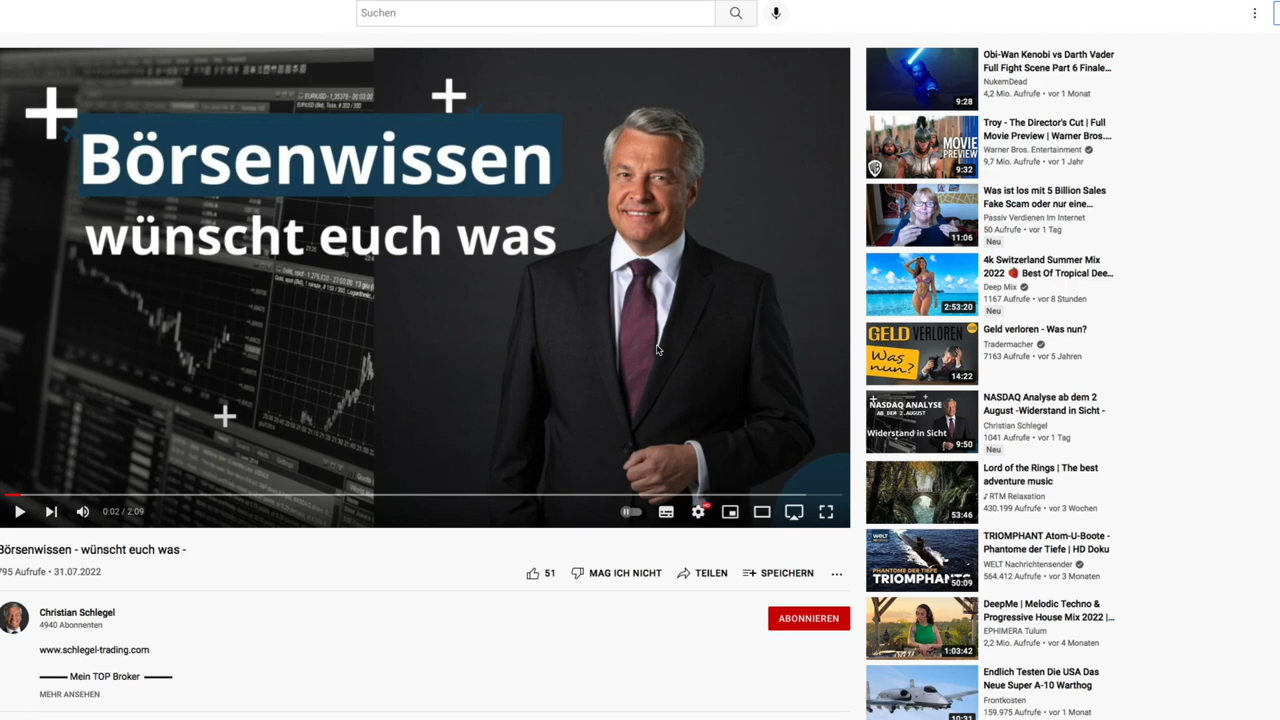 Suchen
Börsenwissen
wünscht euch was
0:02 / 2:09
Börsenwissen - wünscht euch was -
795 Aufrufe • 31.07.2022
51
MAG ICH NICHT
TEILEN
SPEICHERN
Christian Schlegel
4940 Abonnenten
ABONNIEREN
www.schlegel-trading.com
Mein TOP Broker
MEHR ANSEHEN
9:28
Obi-Wan Kenobi vs Darth Vader
Full Fight Scene Part 6 Finale...
NukemDead
4,2 Mio. Aufrufe • vor 1 Monat
MOVIE
PREVIEW
9:32
Troy - The Director's Cut | Full
Movie Preview | Warner Bros....
Warner Bros. Entertainment
9,7 Mio. Aufrufe • vor 1 Jahr
11:06
Was ist los mit 5 Billion Sales
Fake Scam oder nur eine...
Passiv Verdienen im Internet
50 Aufrufe • vor 1 Tag
Neu
2:53:20
4k Switzerland Summer Mix
2022 🍓 Best Of Tropical Dee...
Deep Mix
1167 Aufrufe • vor 8 Stunden
Neu
GELD VERLOREN
Was
nun?
14:22
Geld verloren - Was nun?
Tradermacher
7163 Aufrufe • vor 5 Jahren
NASDAQ ANALYSE
AB DEM 2.AUGUST
Widerstand in Sicht
9:50
NASDAQ Analyse ab dem 2
August -Widerstand in Sicht -
Christian Schlegel
1041 Aufrufe • vor 1 Tag
Neu
53:46
Lord of the Rings | The best
adventure music
♪ RTM Relaxation
430.199 Aufrufe • vor 3 Wochen
welt
PHANTOME DER TIEFE
TRIOMPHANT
50:09
TRIOMPHANT Atom-U-Boote -
Phantome der Tiefe | HD Doku
WELT Nachrichtensender
564.412 Aufrufe • vor 3 Monaten
1:03:42
DeepMe | Melodic Techno &
Progressive House Mix 2022 |...
EPHIMERA Tulum
2,2 Mio. Aufrufe • vor 4 Monaten
10:31
Endlich Testen Die USA Das
Neue Super A-10 Warthog
Frontkosten
159.975 Aufrufe • vor 1 Monat